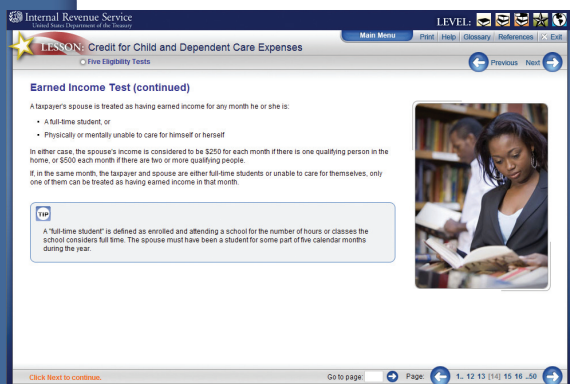 Internal Revenue Service
United States Department of the Treasury
LEVEL:
Main Menu
Print | Help | Glossary | References | Exit
LESSON: Credit for Child and Dependent Care Expenses
Five Eligibility Tests
Previous Next
Earned Income Test (continued)
A taxpayer's spouse is treated as having earned income for any month he or she is:
• A full-time student, or
• Physically or mentally unable to care for himself or herself
In either case, the spouse's income is considered to be $250 for each month if there is one qualifying person in the
home, or $500 each month if there are two or more qualifying people.
If, in the same month, the taxpayer and spouse are either full-time students or unable to care for themselves, only
one of them can be treated as having earned income in that month.
TIP
A "full-time student" is defined as enrolled and attending a school for the number of hours or classes the
school considers full time. The spouse must have been a student for some part of five calendar months
during the year.
Click Next to continue.
Go to page:
Page:
1.. 12 13 [14] 15 16 ..50